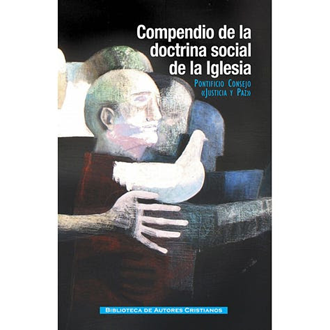 Compendio de la
doctrina social
de la Iglesia
Pontificio Consejo
«Justicia y Paz»
Biblioteca de Autores Cristianos